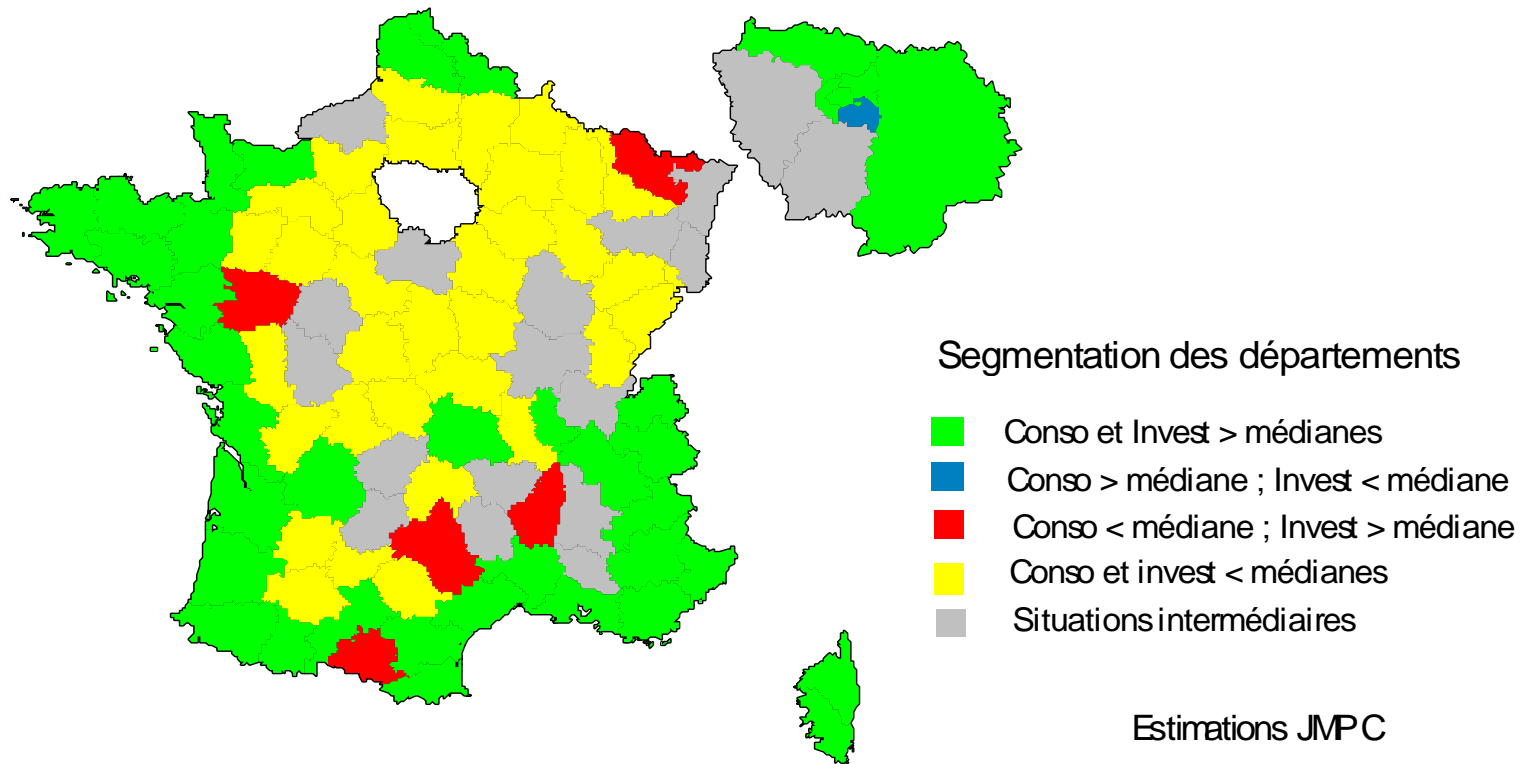 Segmentation des départements
Conso et Invest > médianes
Conso > médiane ; Invest < médiane
Conso < médiane ; Invest > médiane
Conso et invest < médianes
Situations intermédiaires
Estimations JMPC